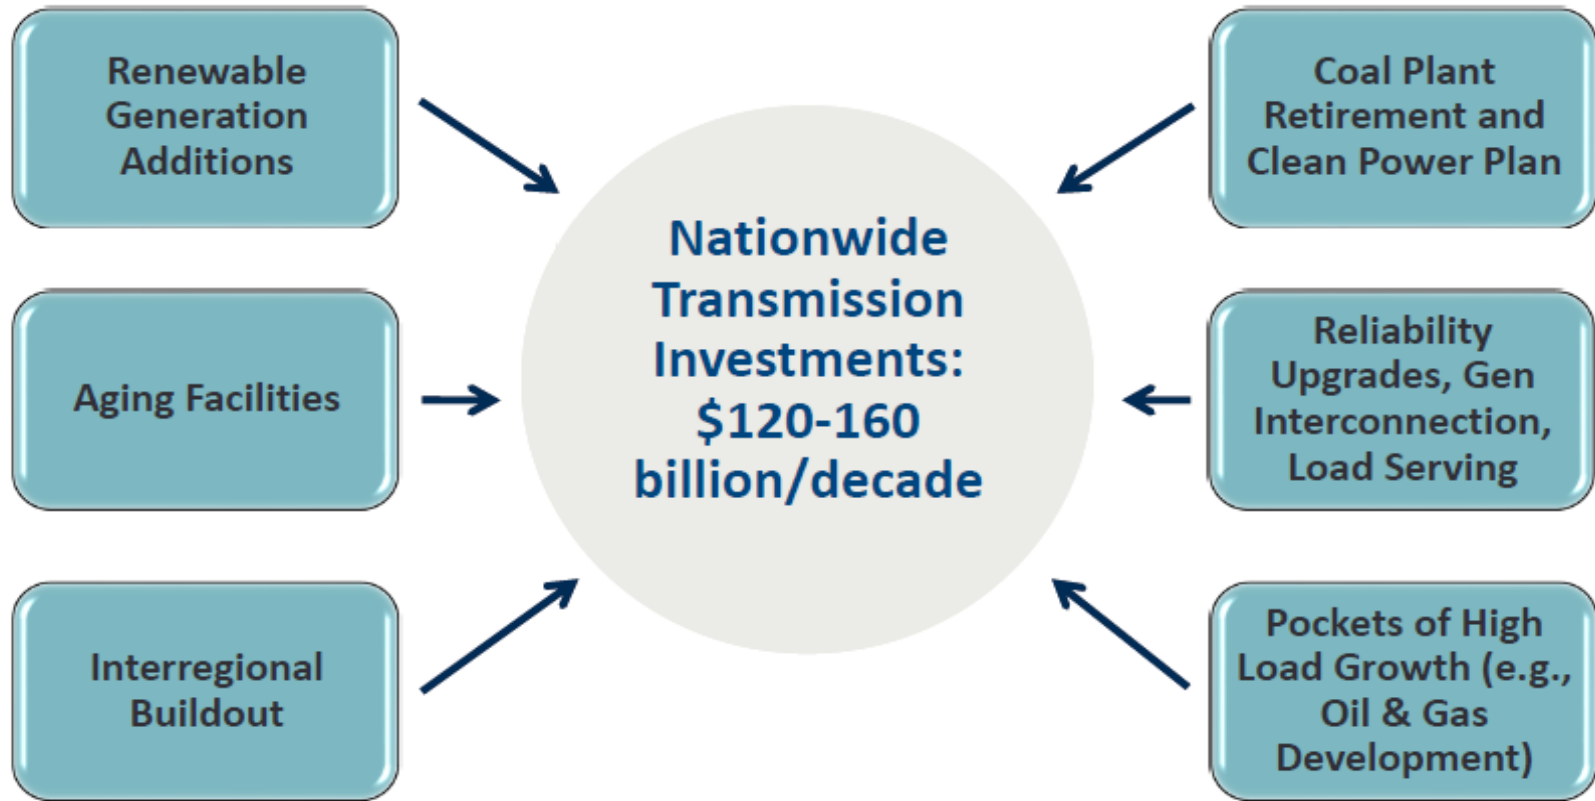 Renewable
Generation
Additions
Aging Facilities
Interregional
Buildout
Nationwide
Transmission
Investments:
$120-160
billion/decade
Coal Plant
Retirement and
Clean Power Plan
Reliability
Upgrades, Gen
Interconnection,
Load Serving
Pockets of High
Load Growth (e.g.,
Oil & Gas
Development)